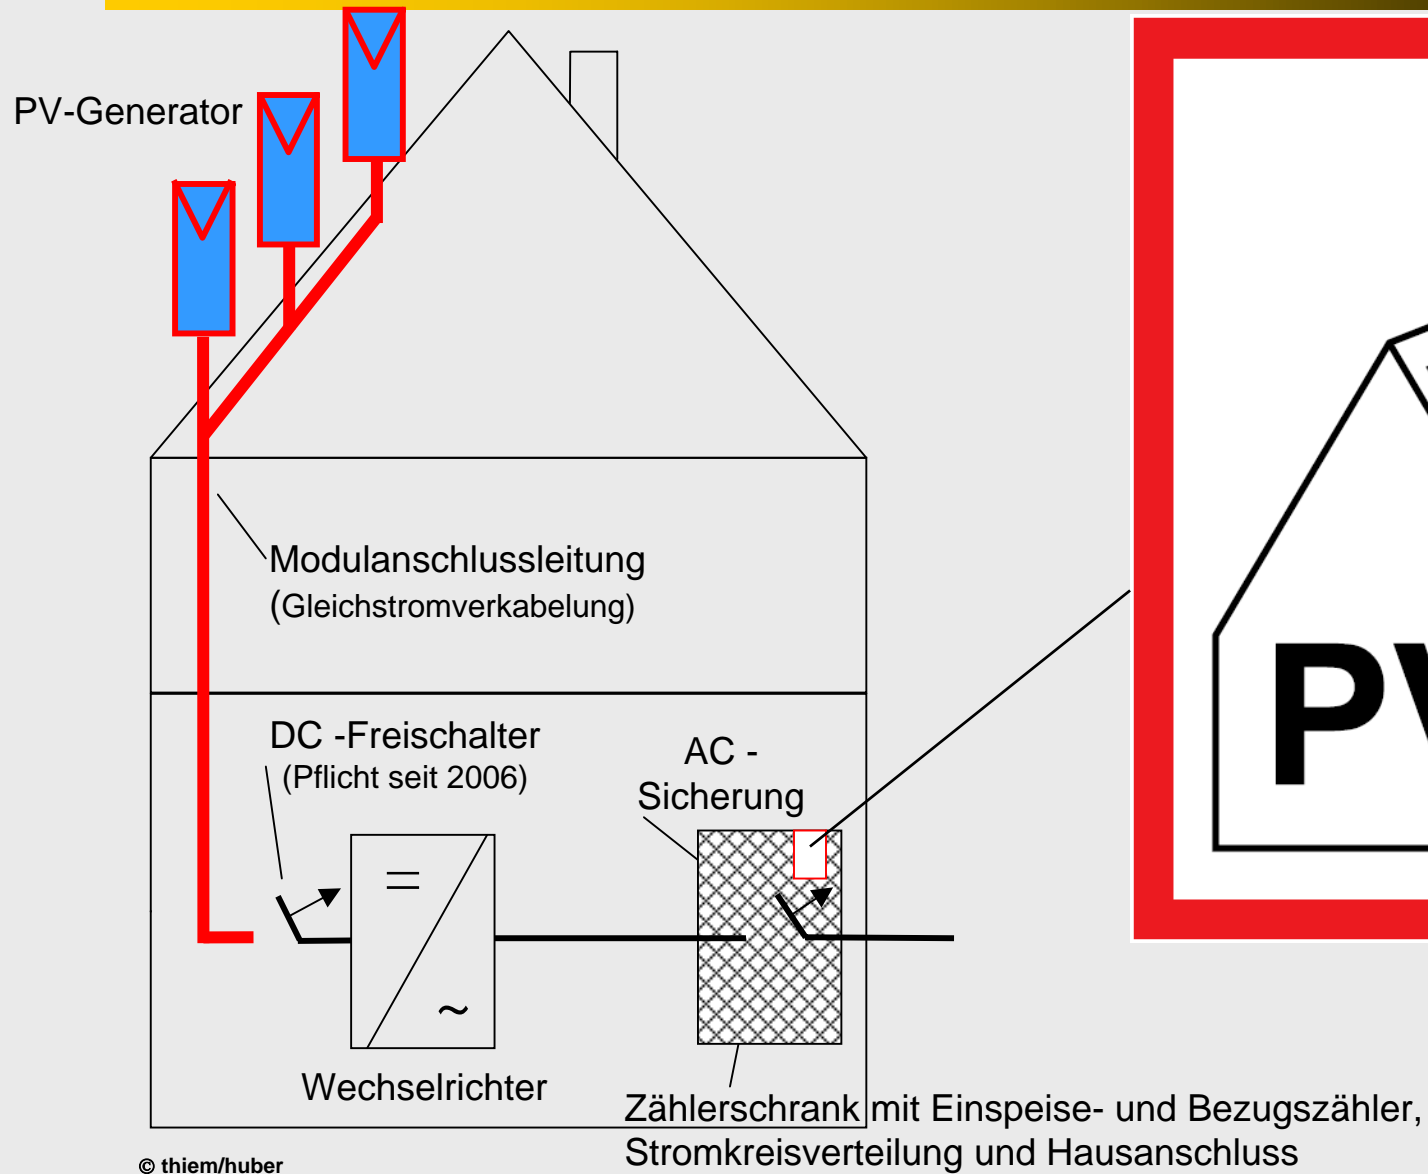 PV-Generator
Modulanschlussleitung
(Gleichstromverkabelung)
DC -Freischalter
(Pflicht seit 2006)
AC -
Sicherung
=
~
Wechselrichter
Zählerschrank mit Einspeise- und Bezugszähler,
Stromkreisverteilung und Hausanschluss
© thiem/huber
PV